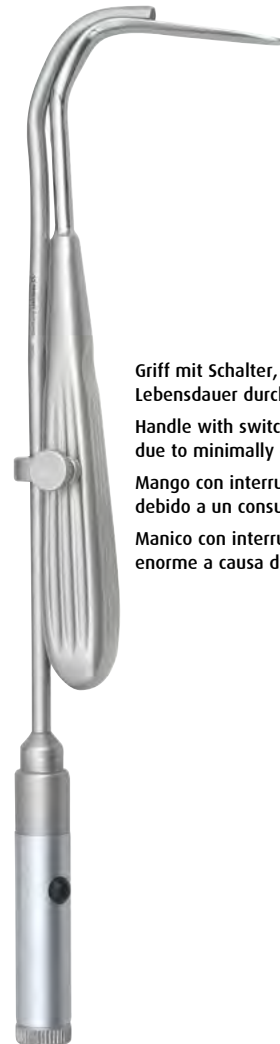 Griff mit Schalter,
Lebensdauer durch
Handle with switc
due to minimally
Mango con interru
debido a un consu
Manico con interru
enorme a causa d